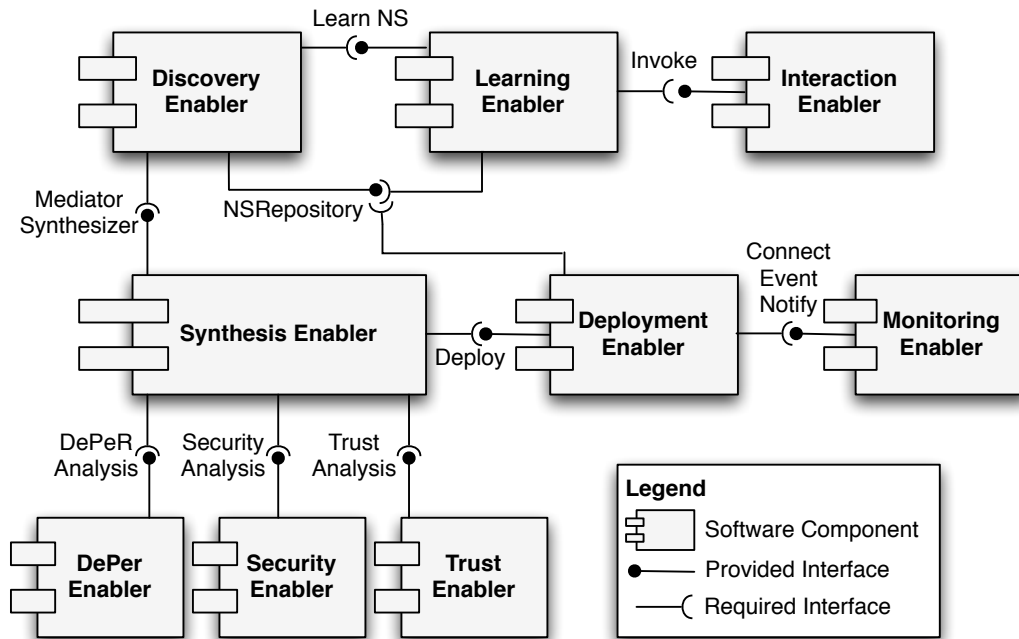 Learn NS
Discovery
Enabler
Learning
Enabler
Invoke
Interaction
Enabler
Mediator
Synthesizer
NSRepository
Connect
Event
Notify
Synthesis Enabler
Deploy
Deployment
Enabler
Monitoring
Enabler
DePeR
Analysis
Security
Analysis
Trust
Analysis
DePer
Enabler
Security
Enabler
Trust
Enabler
Legend
Software Component
Provided Interface
Required Interface